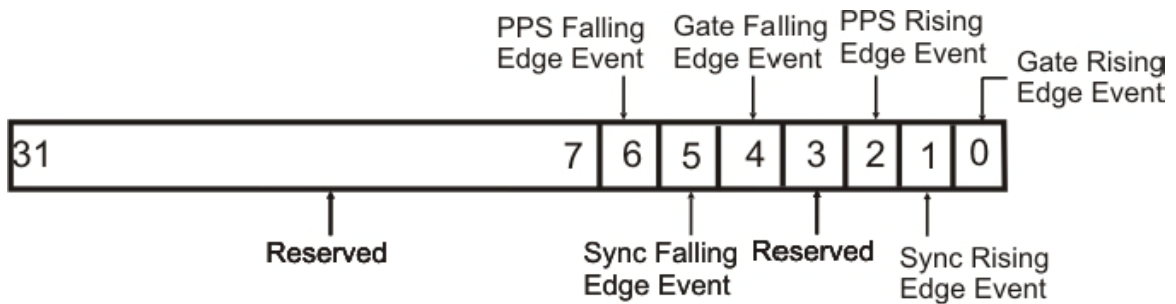 PPS Falling
Edge Event
Gate Falling
Edge Event
PPS Rising
Edge Event
Gate Rising
Edge Event
31 7 6 5 4 3 2 1 0
Reserved
Sync Falling
Edge Event
Reserved
Sync Rising
Edge Event